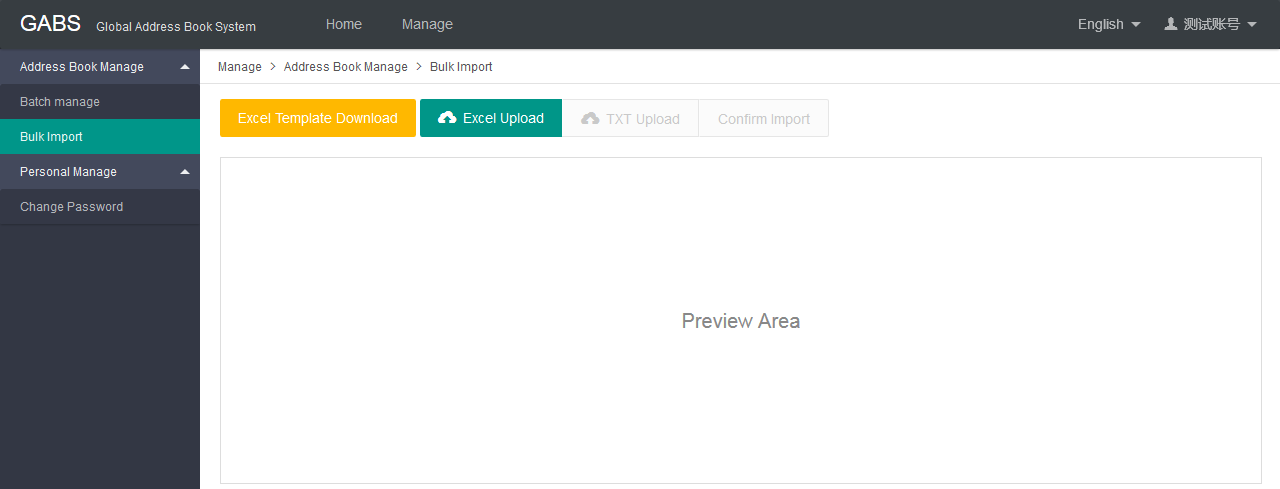 GABS Global Address Book System Home Manage English 测试账号
Address Book Manage
Manage > Address Book Manage > Bulk Import
Batch manage
Excel Template Download Excel Upload TXT Upload Confirm Import
Bulk Import
Personal Manage
Change Password
Preview Area